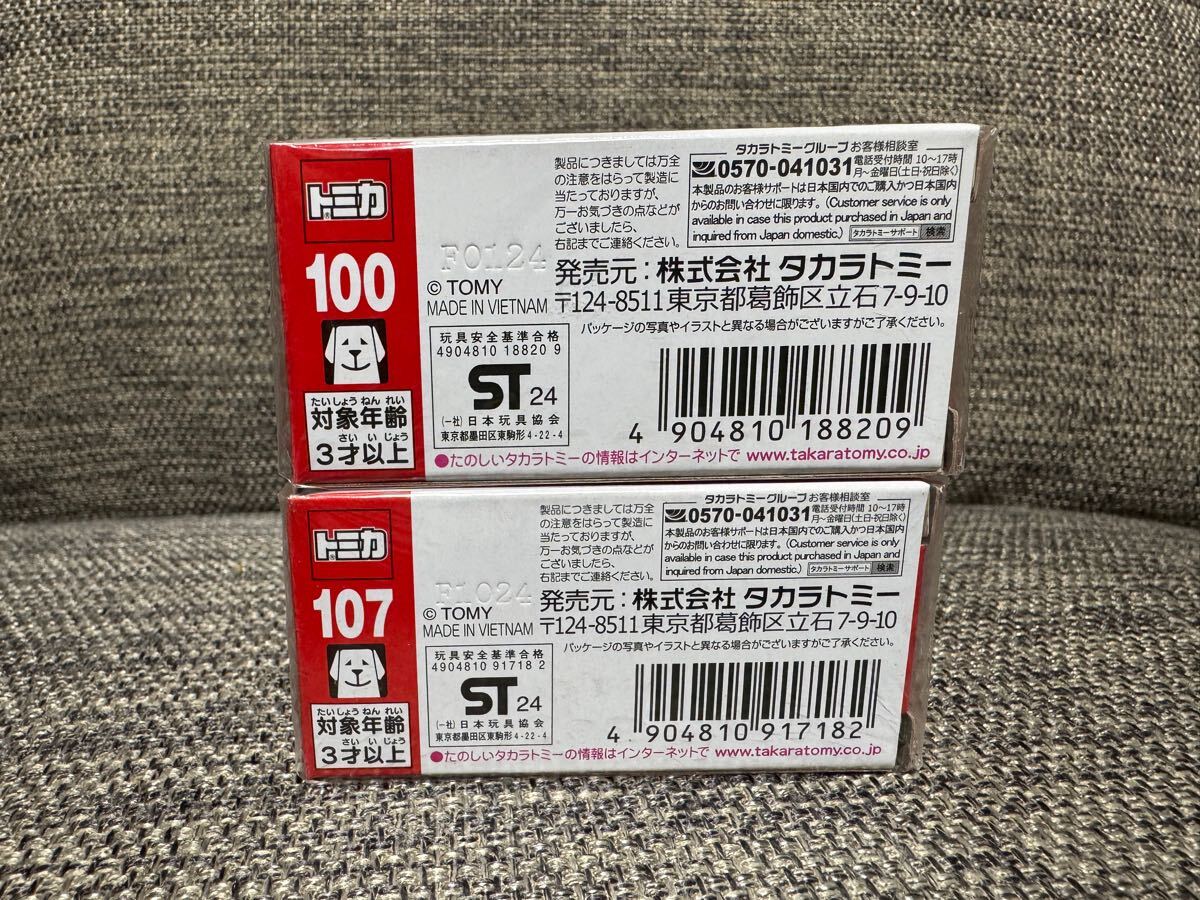 トミカ
®
100
たいしょうねんれい
対象年齢
さいいじょう
3才以上
F0124
© TOMY
MADE IN VIETNAM
製品につきましては万全
の注意をはらって製造に
当たっておりますが、
万一お気づきの点などが
ございましたら、
右記までご連絡ください。
タカラトミーグループ お客様相談室
0570-041031
電話受付時間 10〜17時
月〜金曜日(土・日・祝日除く)
本製品のお客様サポートは日本国内でのご購入かつ日本国内
からのお問い合わせに限ります。(Customer service is only
available in case this product purchased in Japan and
inquired from Japan domestic.) タカラトミーサポート 検索
発売元:株式会社 タカラトミー
〒124-8511 東京都葛飾区立石7-9-10
パッケージの写真やイラストと異なる場合がございますがご了承ください。
玩具安全基準合格
4904810 18820 9
ST 24
(一社)日本玩具協会
東京都墨田区東駒形4-22-4
4 904810 188209
●たのしいタカラトミーの情報はインターネットで www.takaratomy.co.jp
トミカ
®
107
たいしょうねんれい
対象年齢
さいいじょう
3才以上
F1024
© TOMY
MADE IN VIETNAM
製品につきましては万全
の注意をはらって製造に
当たっておりますが、
万一お気づきの点などが
ございましたら、
右記までご連絡ください。
タカラトミーグループ お客様相談室
0570-041031
電話受付時間 10〜17時
月〜金曜日(土・日・祝日除く)
本製品のお客様サポートは日本国内でのご購入かつ日本国内
からのお問い合わせに限ります。(Customer service is only
available in case this product purchased in Japan and
inquired from Japan domestic.) タカラトミーサポート 検索
発売元:株式会社 タカラトミー
〒124-8511 東京都葛飾区立石7-9-10
パッケージの写真やイラストと異なる場合がございますがご了承ください。
玩具安全基準合格
4904810 91718 2
ST 24
(一社)日本玩具協会
東京都墨田区東駒形4-22-4
4 904810 917182
●たのしいタカラトミーの情報はインターネットで www.takaratomy.co.jp